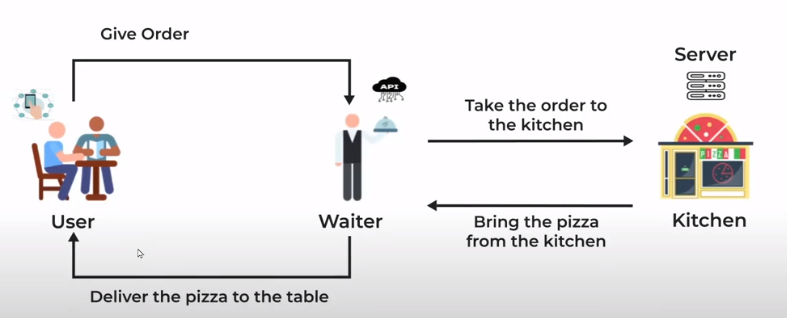 Give Order
Server
API
Take the order to
the kitchen
PIZZA
User
Waiter
Kitchen
Bring the pizza
from the kitchen
Deliver the pizza to the table